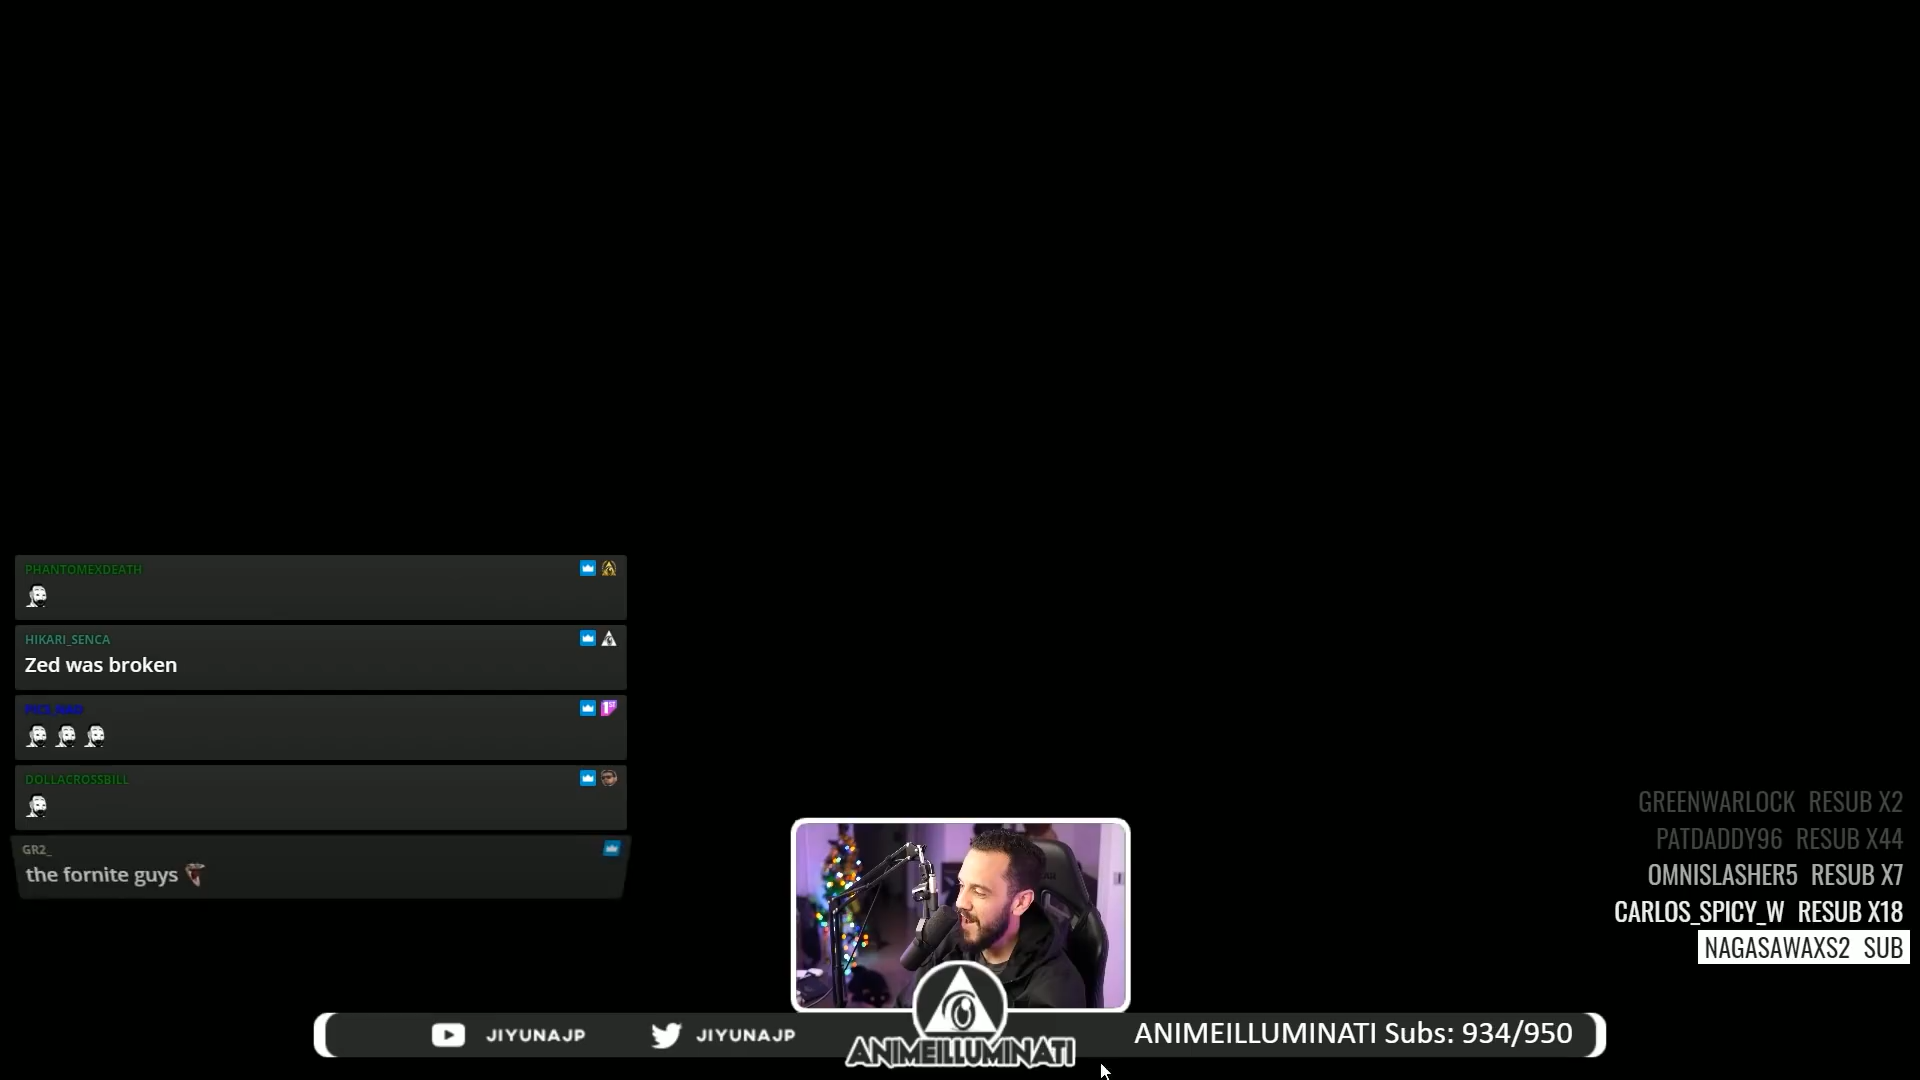 PHANTOMEXDEATH
HIKARI_SENCA
Zed was broken
1ST
DOLLACROSSBILL
GR2_
the fornite guys
GREENWARLOCK RESUB X2
PATDADDY96 RESUB X44
OMNISLASHER5 RESUB X7
CARLOS_SPICY_W RESUB X18
NAGASAWAXS2 SUB
JIYUNAJP
JIYUNAJP
ANIMEILLUMINATI
ANIMEILLUMINATI Subs: 934/950